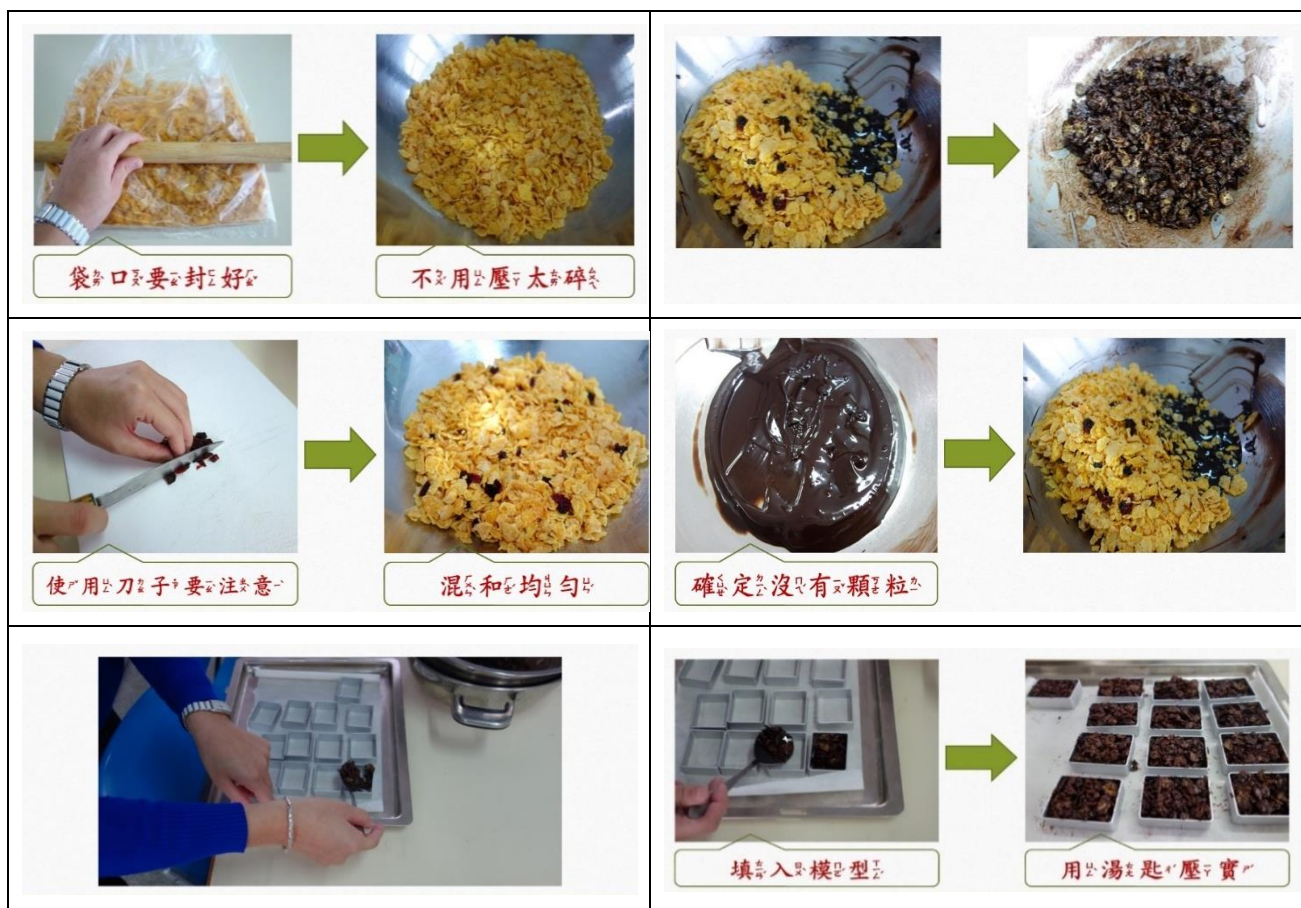 袋口要封好
不用壓太碎
使用刀子要注意
混和均勻
確定沒有顆粒
填入模型
用湯匙壓實